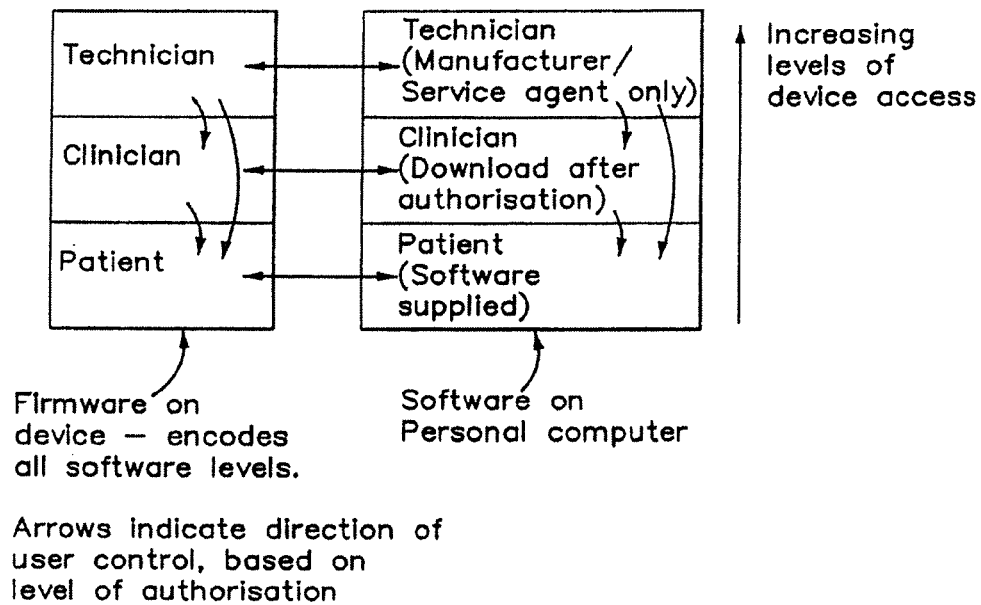 Technician
Clinician
Patient
Technician
(Manufacturer/
Service agent only)
Clinician
(Download after
authorisation)
Patient
(Software
supplied)
Increasing
levels of
device access
Firmware on
device – encodes
all software levels.
Software on
Personal computer
Arrows indicate direction of
user control, based on
level of authorisation